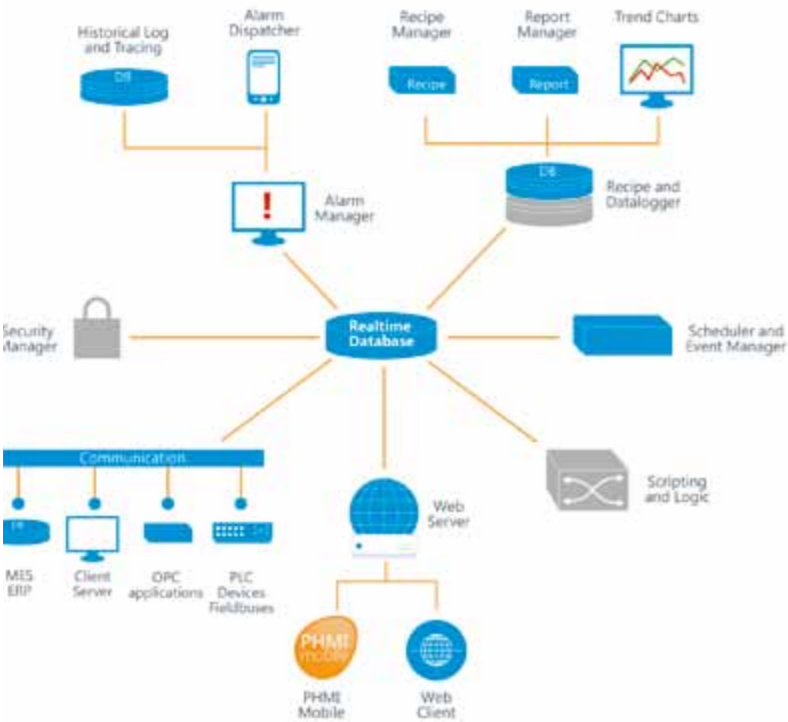 Historical Log
and Tracing
DB
Alarm
Dispatcher
Recipe
Manager
Recipe
Report
Manager
Report
Trend Charts
!
Alarm
Manager
DB
Recipe and
Datalogger
Security
Manager
Realtime
Database
Scheduler and
Event Manager
Communication
MES
ERP
Client
Server
OPC
applications
PLC
Devices
Fieldbuses
Web
Server
Scripting
and Logic
PHMI
mobile
PHMI
Mobile
Web
Client